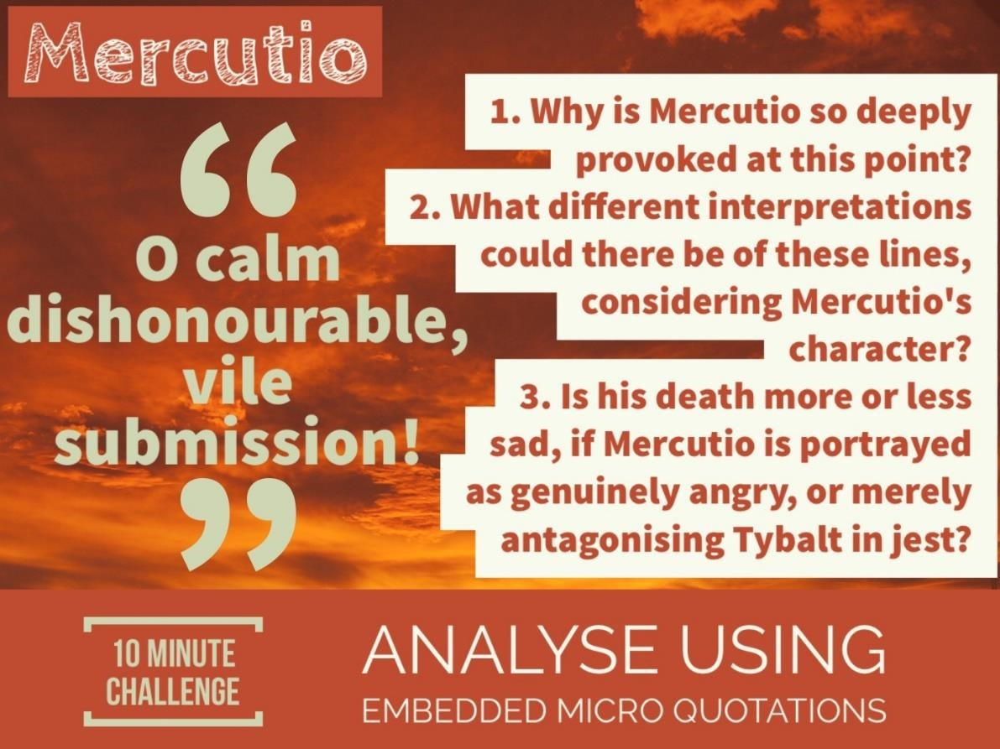 Mercutio
“
O calm
dishonourable,
vile
submission!
”
1. Why is Mercutio so deeply
provoked at this point?
2. What different interpretations
could there be of these lines,
considering Mercutio's
character?
3. Is his death more or less
sad, if Mercutio is portrayed
as genuinely angry, or merely
antagonising Tybalt in jest?
10 MINUTE
CHALLENGE
ANALYSE USING
EMBEDDED MICRO QUOTATIONS